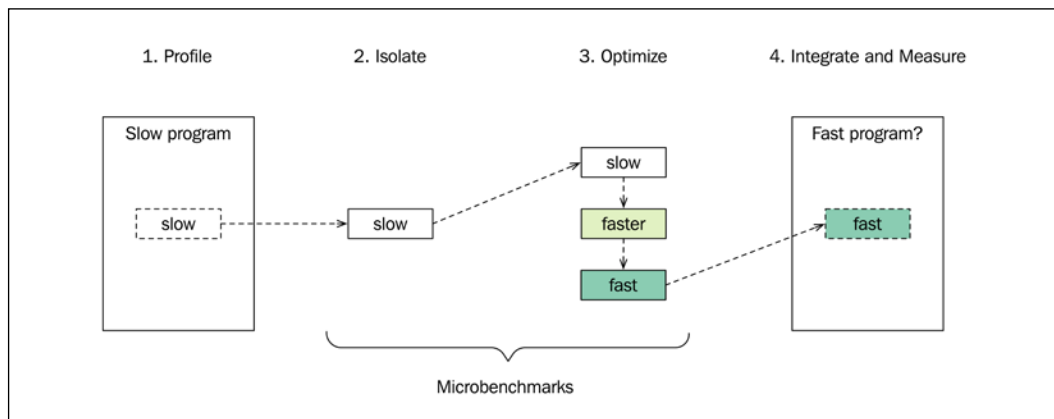 1. Profile
2. Isolate
3. Optimize
4. Integrate and Measure
Slow program
Fast program?
slow
slow
slow
faster
fast
fast
Microbenchmarks